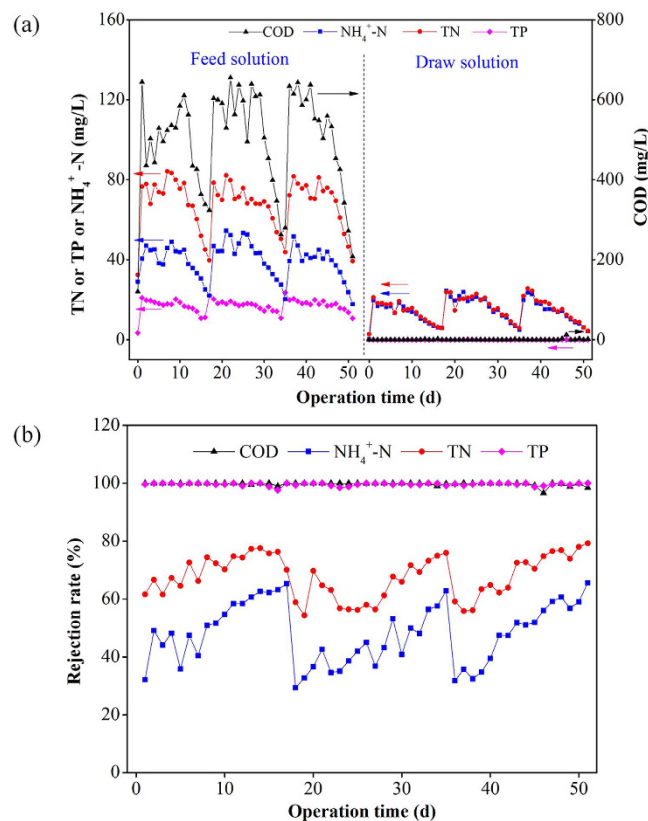 (a)
COD NH₄⁺-N TN TP
Feed solution
Draw solution
TN or TP or NH₄⁺-N (mg/L)
160
120
80
40
0
COD (mg/L)
800
600
400
200
0
0 10 20 30 40 50 0 10 20 30 40 50
Operation time (d)
(b)
COD NH₄⁺-N TN TP
Rejection rate (%)
120
100
80
60
40
20
0
0 10 20 30 40 50
Operation time (d)